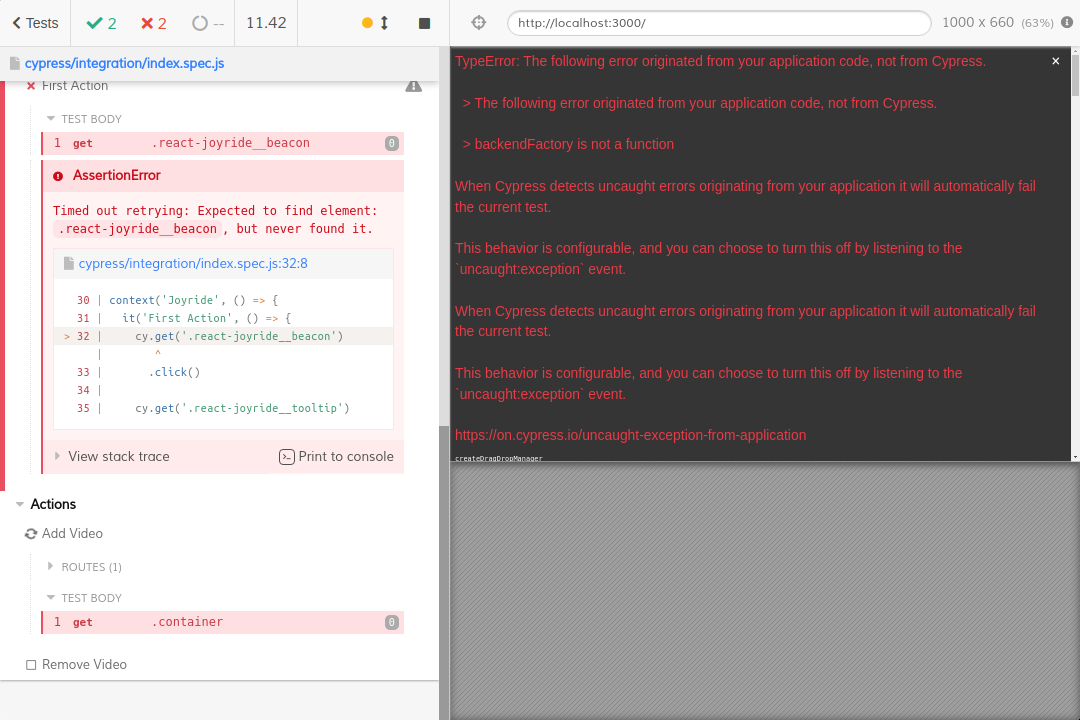 Tests 2 2 -- 11.42
http://localhost:3000/ 1000 x 660 (63%)
cypress/integration/index.spec.js
First Action
TEST BODY
1 get .react-joyride__beacon 0
AssertionError
Timed out retrying: Expected to find element:
.react-joyride__beacon, but never found it.
cypress/integration/index.spec.js:32:8
30 | context('Joyride', () => {
31 | it('First Action', () => {
> 32 | cy.get('.react-joyride__beacon')
| ^
33 | .click()
34 |
35 | cy.get('.react-joyride__tooltip')
View stack trace Print to console
Actions
Add Video
ROUTES (1)
TEST BODY
1 get .container 0
Remove Video
TypeError: The following error originated from your application code, not from Cypress. ×
> The following error originated from your application code, not from Cypress.
> backendFactory is not a function
When Cypress detects uncaught errors originating from your application it will automatically fail
the current test.
This behavior is configurable, and you can choose to turn this off by listening to the
`uncaught:exception` event.
When Cypress detects uncaught errors originating from your application it will automatically fail
the current test.
This behavior is configurable, and you can choose to turn this off by listening to the
`uncaught:exception` event.
https://on.cypress.io/uncaught-exception-from-application
createDragDropManager